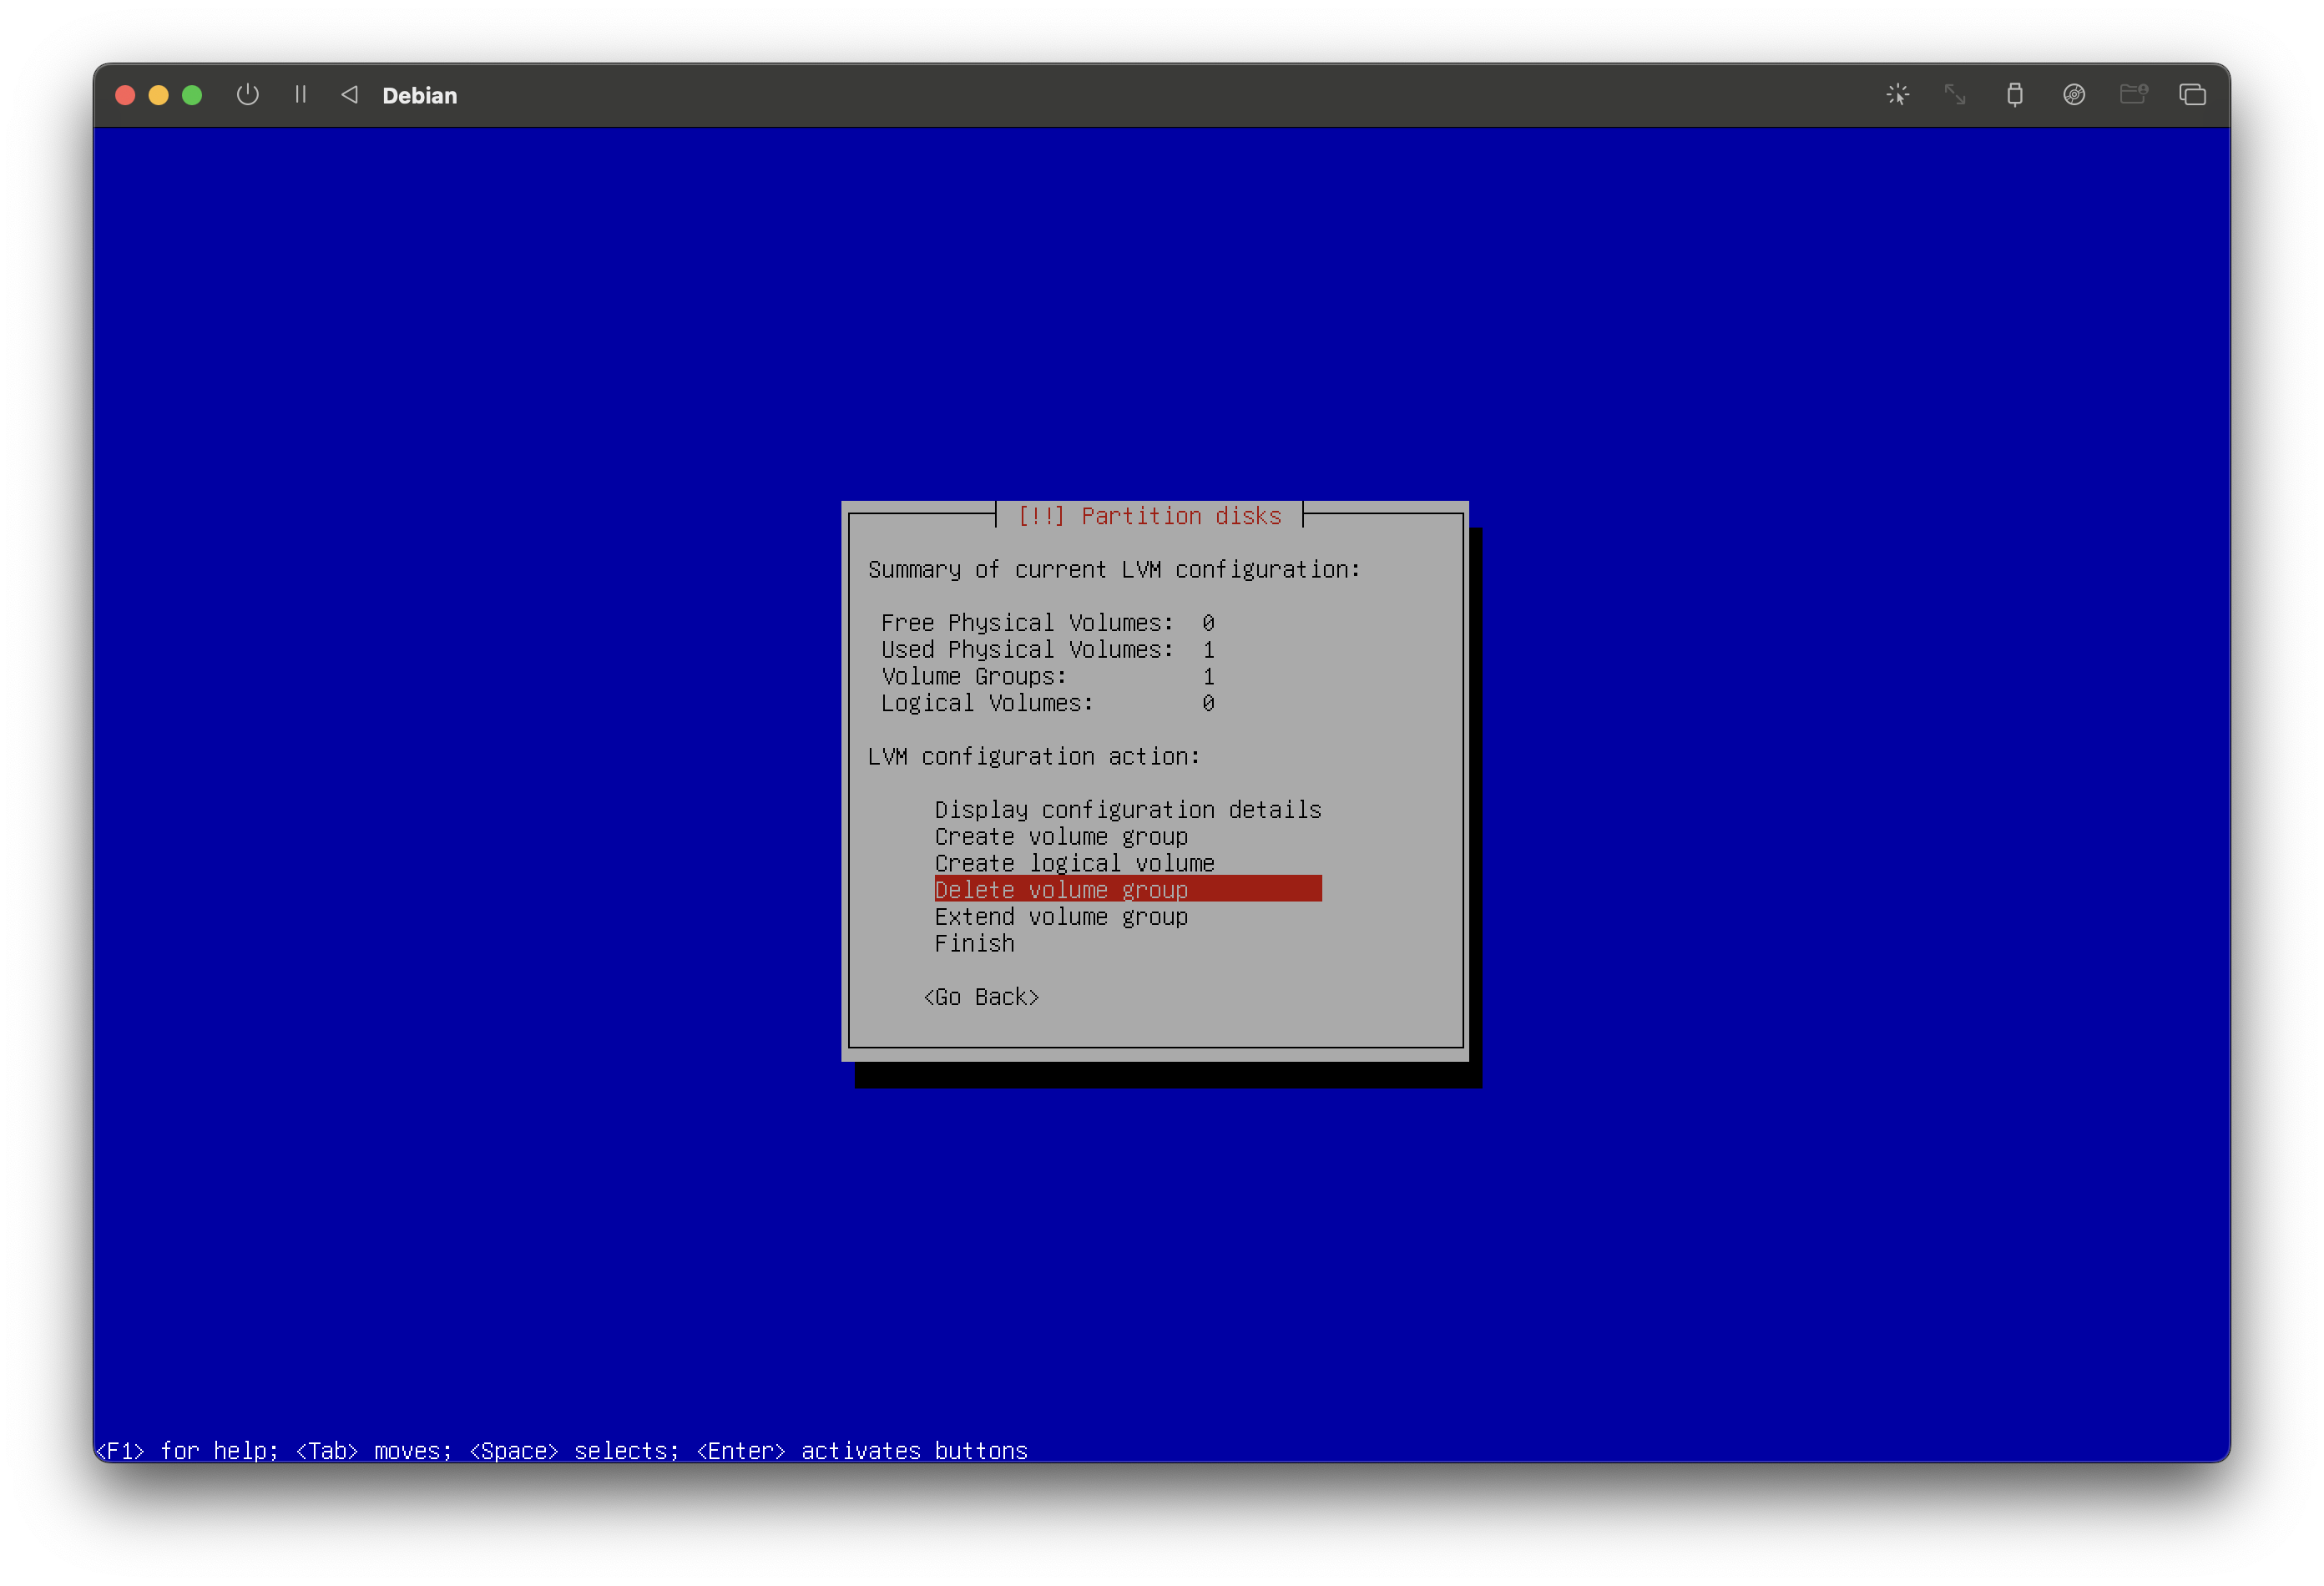 Debian
[!!] Partition disks
Summary of current LVM configuration:
Free Physical Volumes: 0
Used Physical Volumes: 1
Volume Groups: 1
Logical Volumes: 0
LVM configuration action:
Display configuration details
Create volume group
Create logical volume
Delete volume group
Extend volume group
Finish
<Go Back>
<F1> for help; <Tab> moves; <Space> selects; <Enter> activates buttons